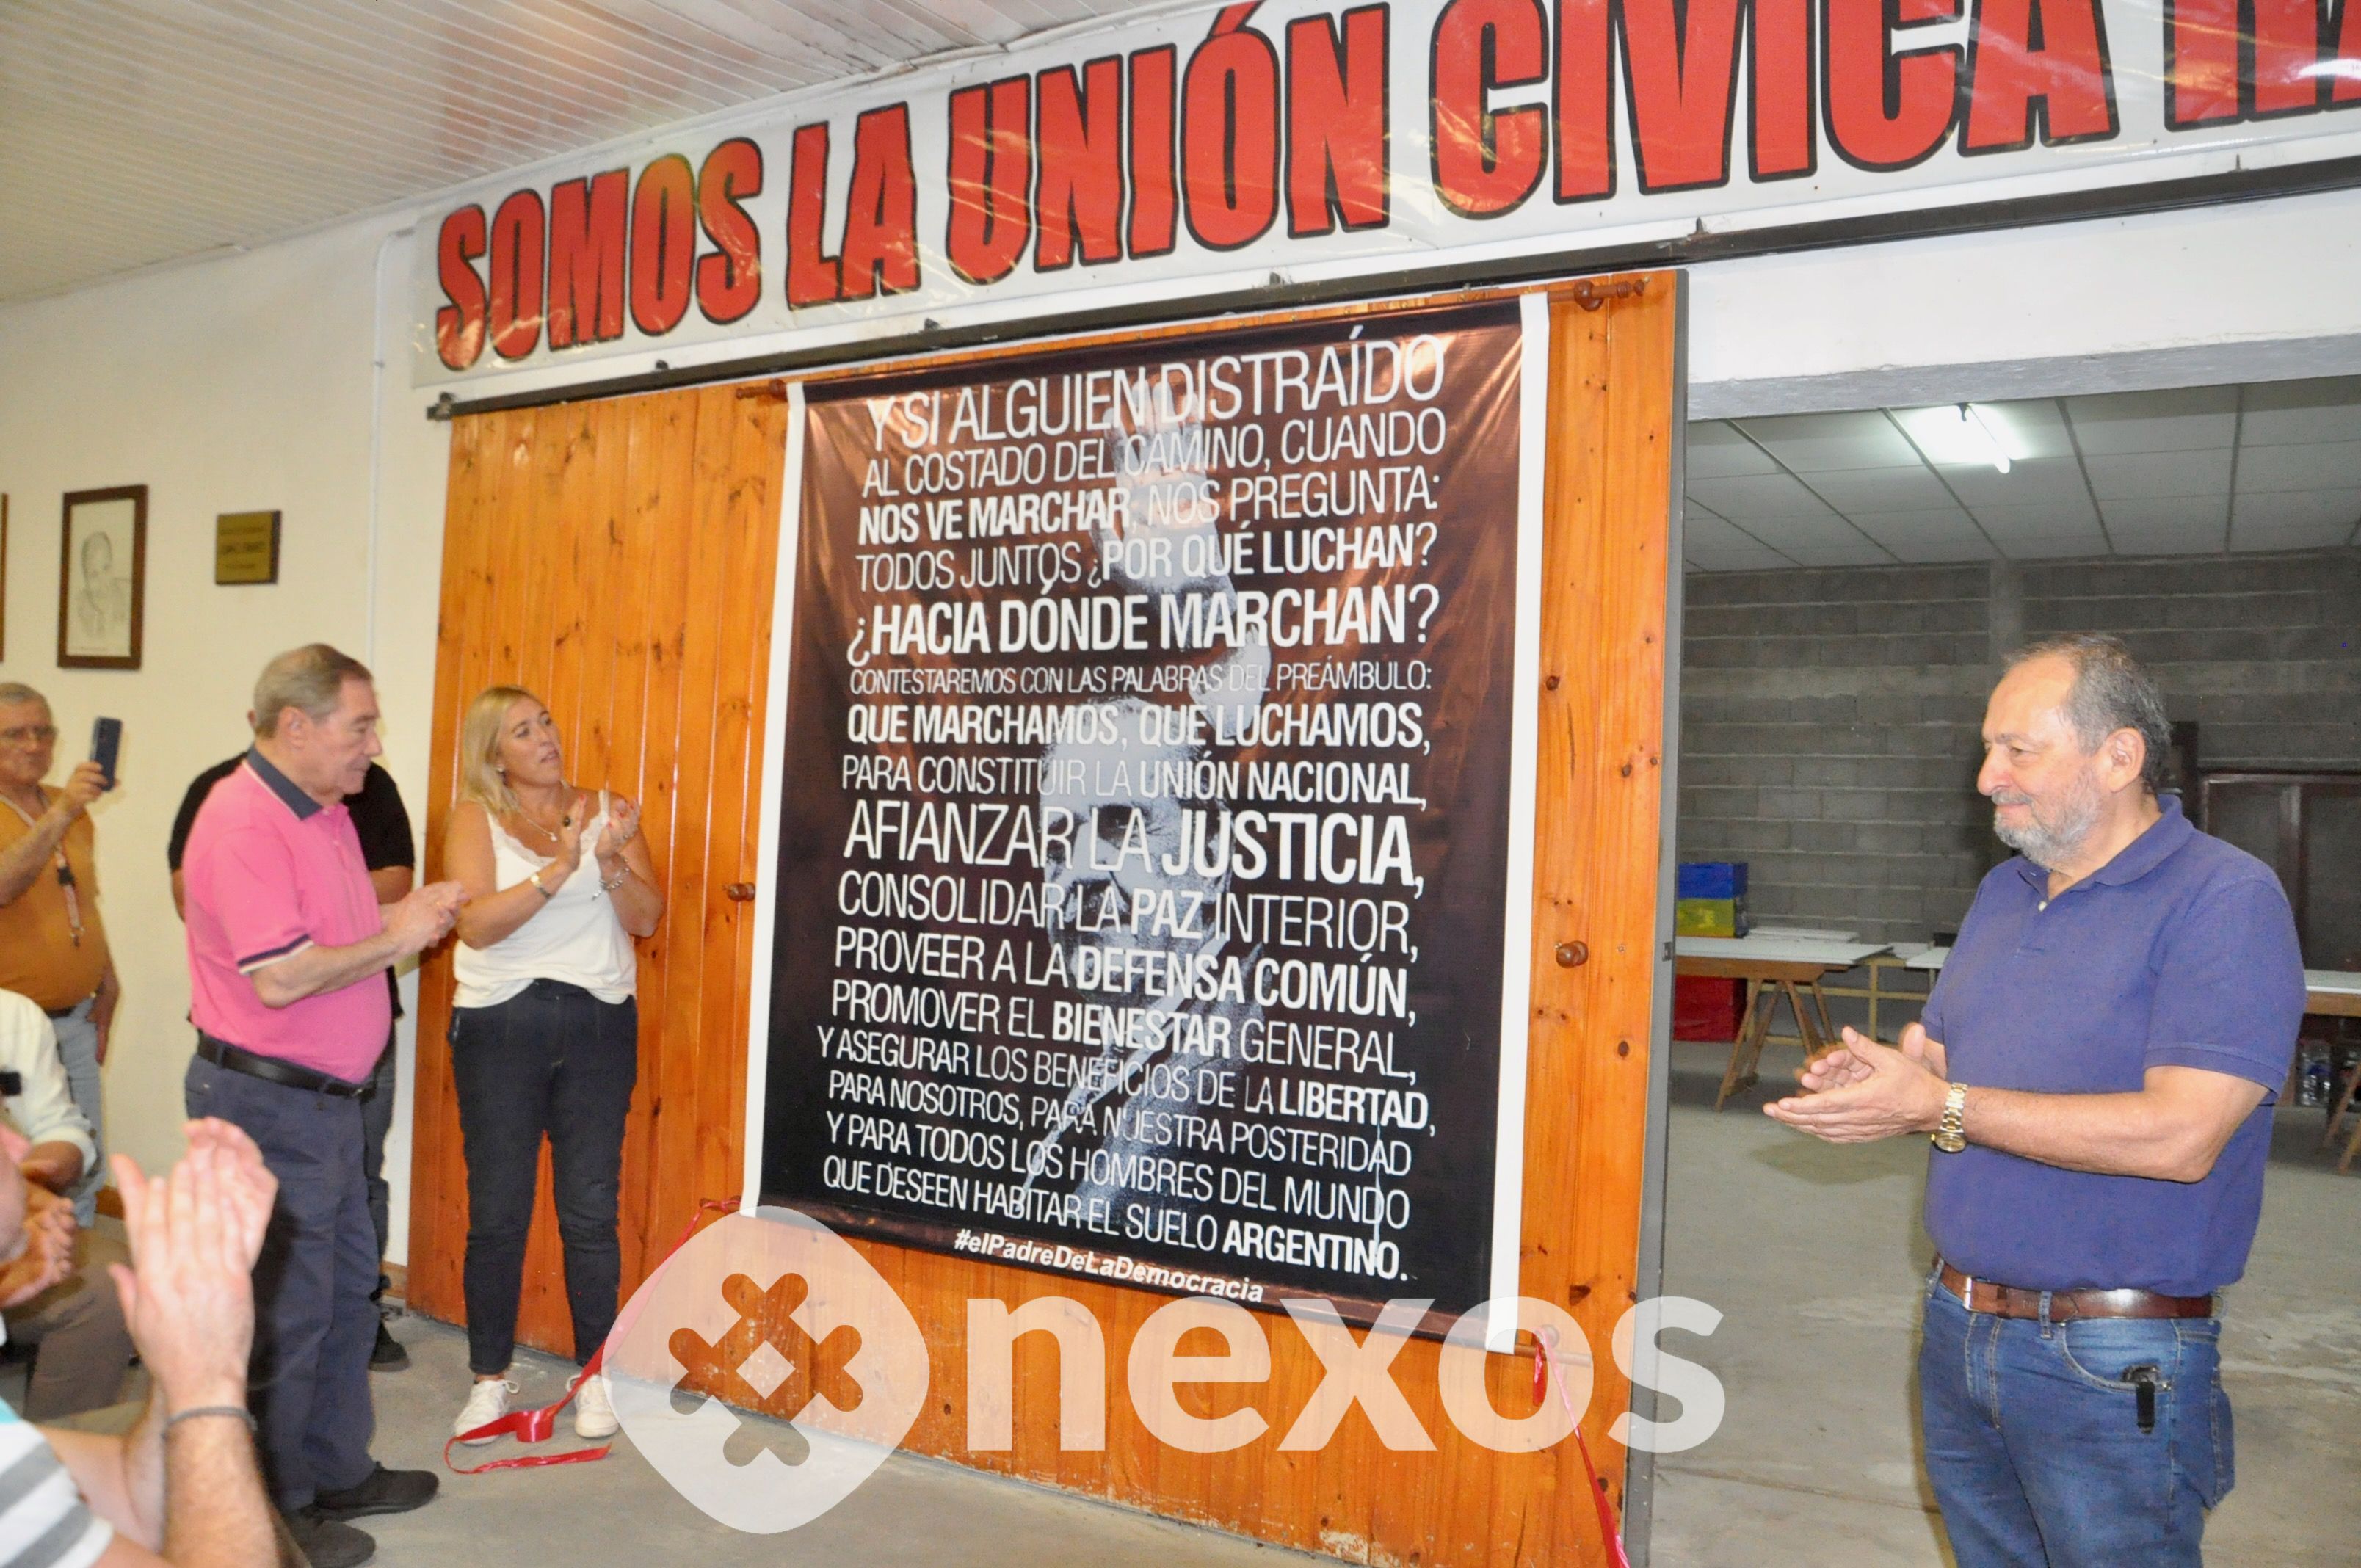 SOMOS LA UNIÓN CÍVICA
Y SI ALGUIEN DISTRAÍDO
AL COSTADO DEL CAMINO, CUANDO
NOS VE MARCHAR, NOS PREGUNTA:
TODOS JUNTOS ¿POR QUÉ LUCHAN?
¿HACIA DÓNDE MARCHAN?
CONTESTAREMOS CON LAS PALABRAS DEL PREÁMBULO:
QUE MARCHAMOS, QUE LUCHAMOS,
PARA CONSTITUIR LA UNIÓN NACIONAL,
AFIANZAR LA JUSTICIA,
CONSOLIDAR LA PAZ INTERIOR,
PROVEER A LA DEFENSA COMÚN,
PROMOVER EL BIENESTAR GENERAL,
Y ASEGURAR LOS BENEFICIOS DE LA LIBERTAD,
PARA NOSOTROS, PARA NUESTRA POSTERIDAD
Y PARA TODOS LOS HOMBRES DEL MUNDO
QUE DESEEN HABITAR EL SUELO ARGENTINO.
#elPadreDeLaDemocracia
nexos